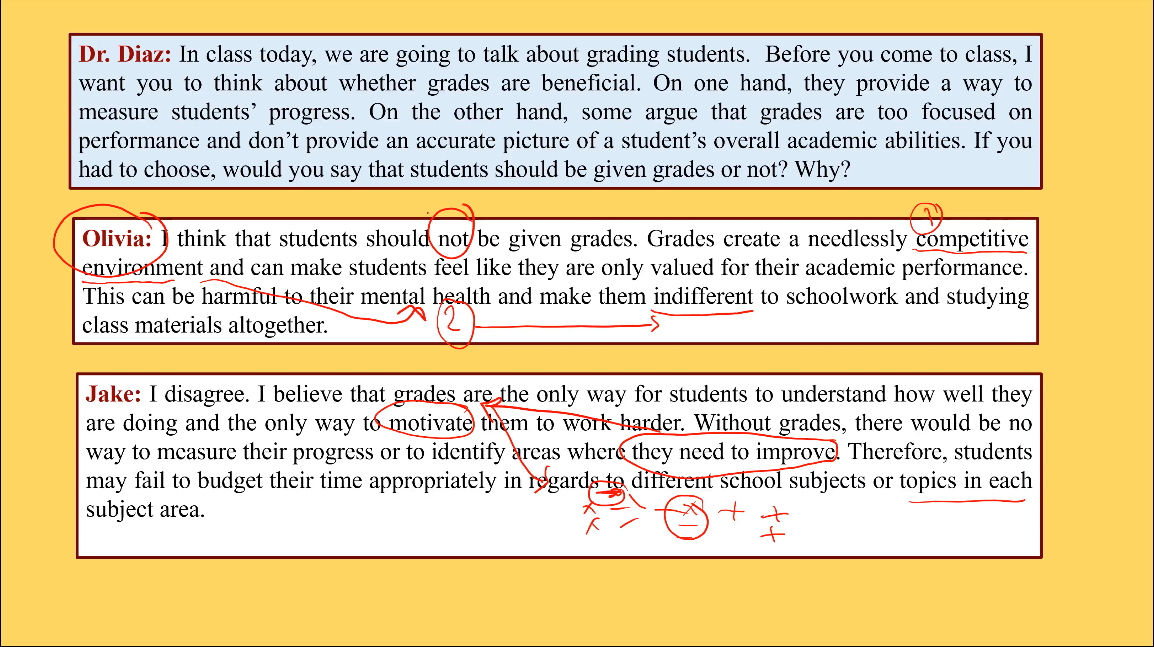 Dr. Diaz: In class today, we are going to talk about grading students. Before you come to class, I
want you to think about whether grades are beneficial. On one hand, they provide a way to
measure students' progress. On the other hand, some argue that grades are too focused on
performance and don't provide an accurate picture of a student's overall academic abilities. If you
had to choose, would you say that students should be given grades or not? Why?
Olivia: I think that students should not be given grades. Grades create a needlessly competitive
environment and can make students feel like they are only valued for their academic performance.
This can be harmful to their mental health and make them indifferent to schoolwork and studying
class materials altogether.
2
Jake: I disagree. I believe that grades are the only way for students to understand how well they
are doing and the only way to motivate them to work harder. Without grades, there would be no
way to measure their progress or to identify areas where they need to improve. Therefore, students
may fail to budget their time appropriately in regards to different school subjects or topics in each
subject area.